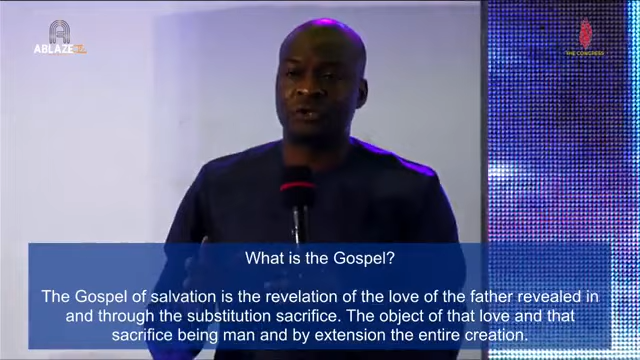 ABLAZE
THE CONGRESS
What is the Gospel?
The Gospel of salvation is the revelation of the love of the father revealed in
and through the substitution sacrifice. The object of that love and that
sacrifice being man and by extension the entire creation.